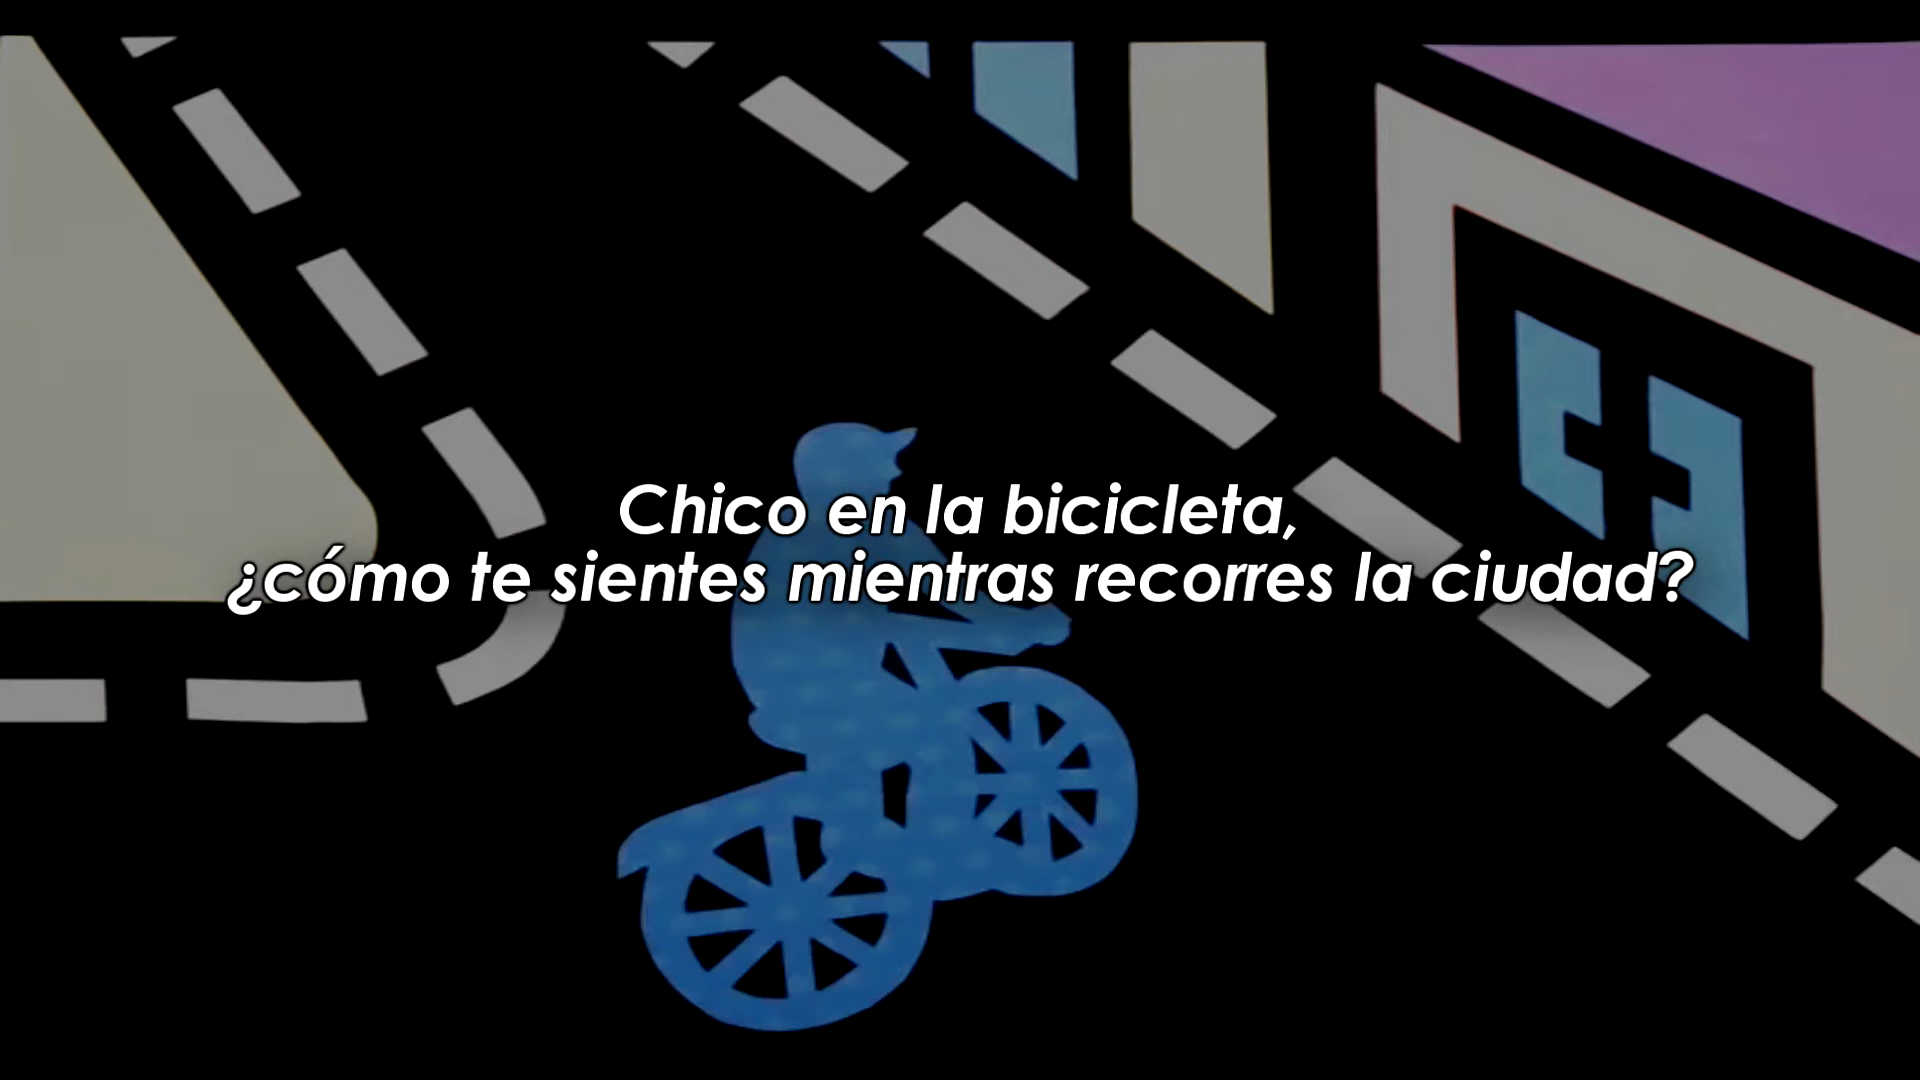 Chico en la bicicleta,
¿cómo te sientes mientras recorres la ciudad?